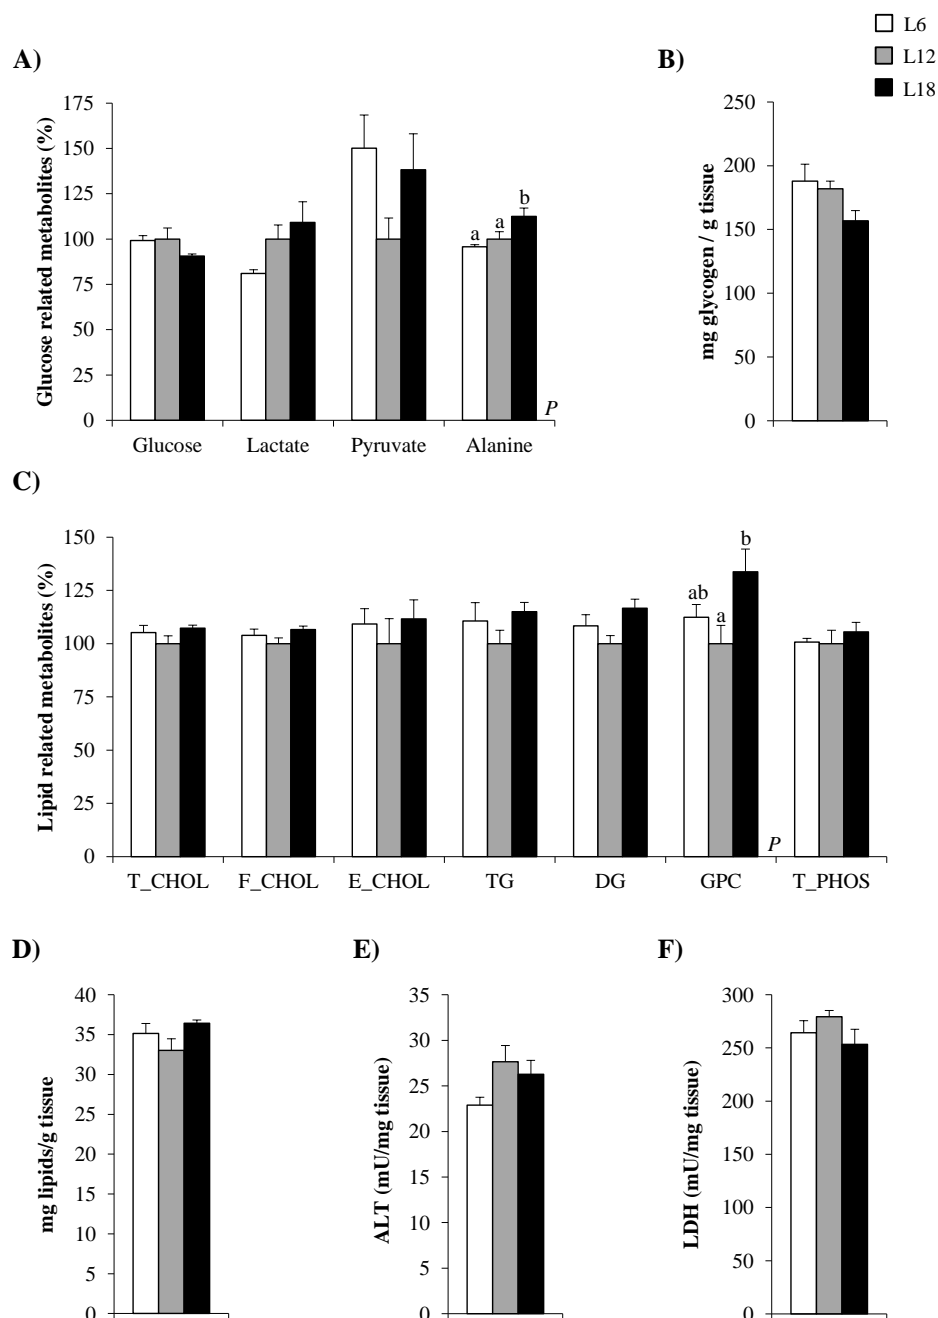 L6
L12
L18
A)
B)
Glucose related metabolites (%)
175
150
125
100
75
50
25
0
a
a
b
P
Glucose Lactate Pyruvate Alanine
mg glycogen / g tissue
250
200
150
100
50
0
C)
Lipid related metabolites (%)
150
125
100
75
50
25
0
ab
a
b
P
T_CHOL F_CHOL E_CHOL TG DG GPC T_PHOS
D)
E)
F)
mg lipids/g tissue
40
35
30
25
20
15
10
5
0
ALT (mU/mg tissue)
35
30
25
20
15
10
5
0
LDH (mU/mg tissue)
300
250
200
150
100
50
0